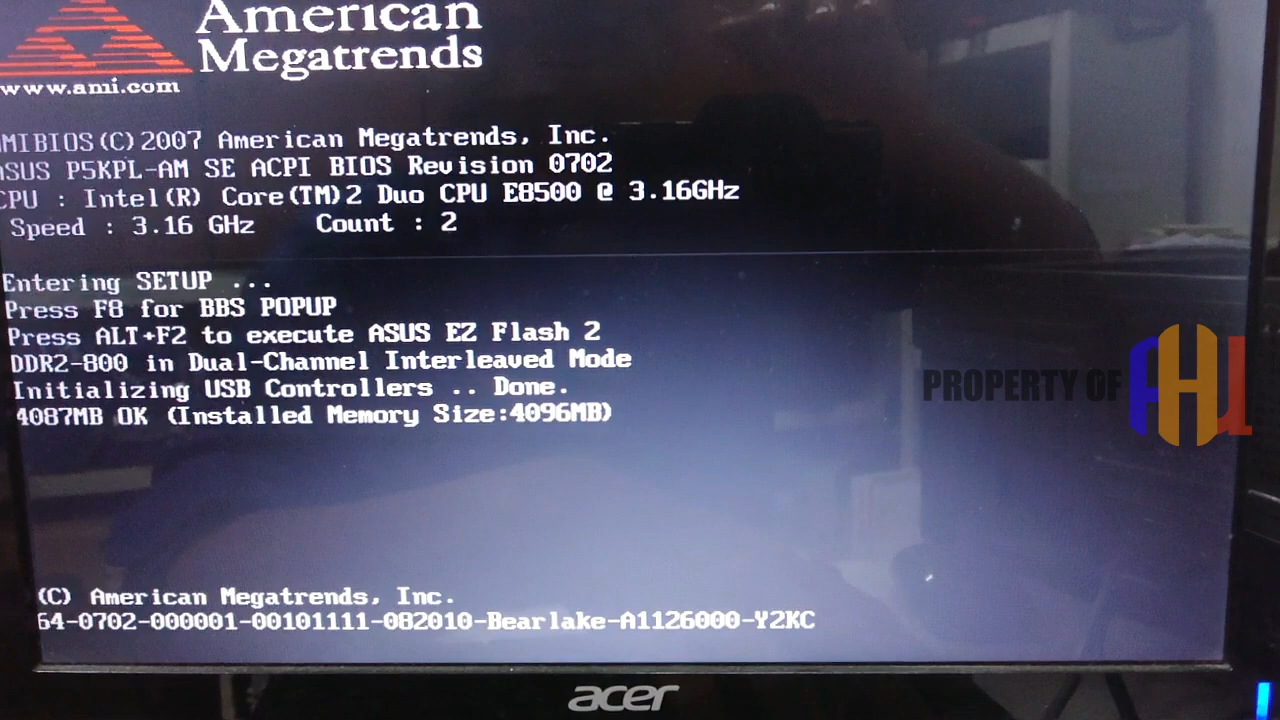 American
Megatrends
www.ami.com
MIBIOS(C)2007 American Megatrends, Inc.
ASUS P5KPL-AM SE ACPI BIOS Revision 0702
CPU : Intel(R) Core(TM)2 Duo CPU E8500 @ 3.16GHz
Speed : 3.16 GHz Count : 2
Entering SETUP ...
Press F8 for BBS POPUP
Press ALT+F2 to execute ASUS EZ Flash 2
DDR2-800 in Dual-Channel Interleaved Mode
Initializing USB Controllers .. Done.
4087MB OK (Installed Memory Size:4096MB)
PROPERTY OF AHU
(C) American Megatrends, Inc.
64-0702-000001-00101111-082010-Bearlake-A1126000-Y2KC
acer